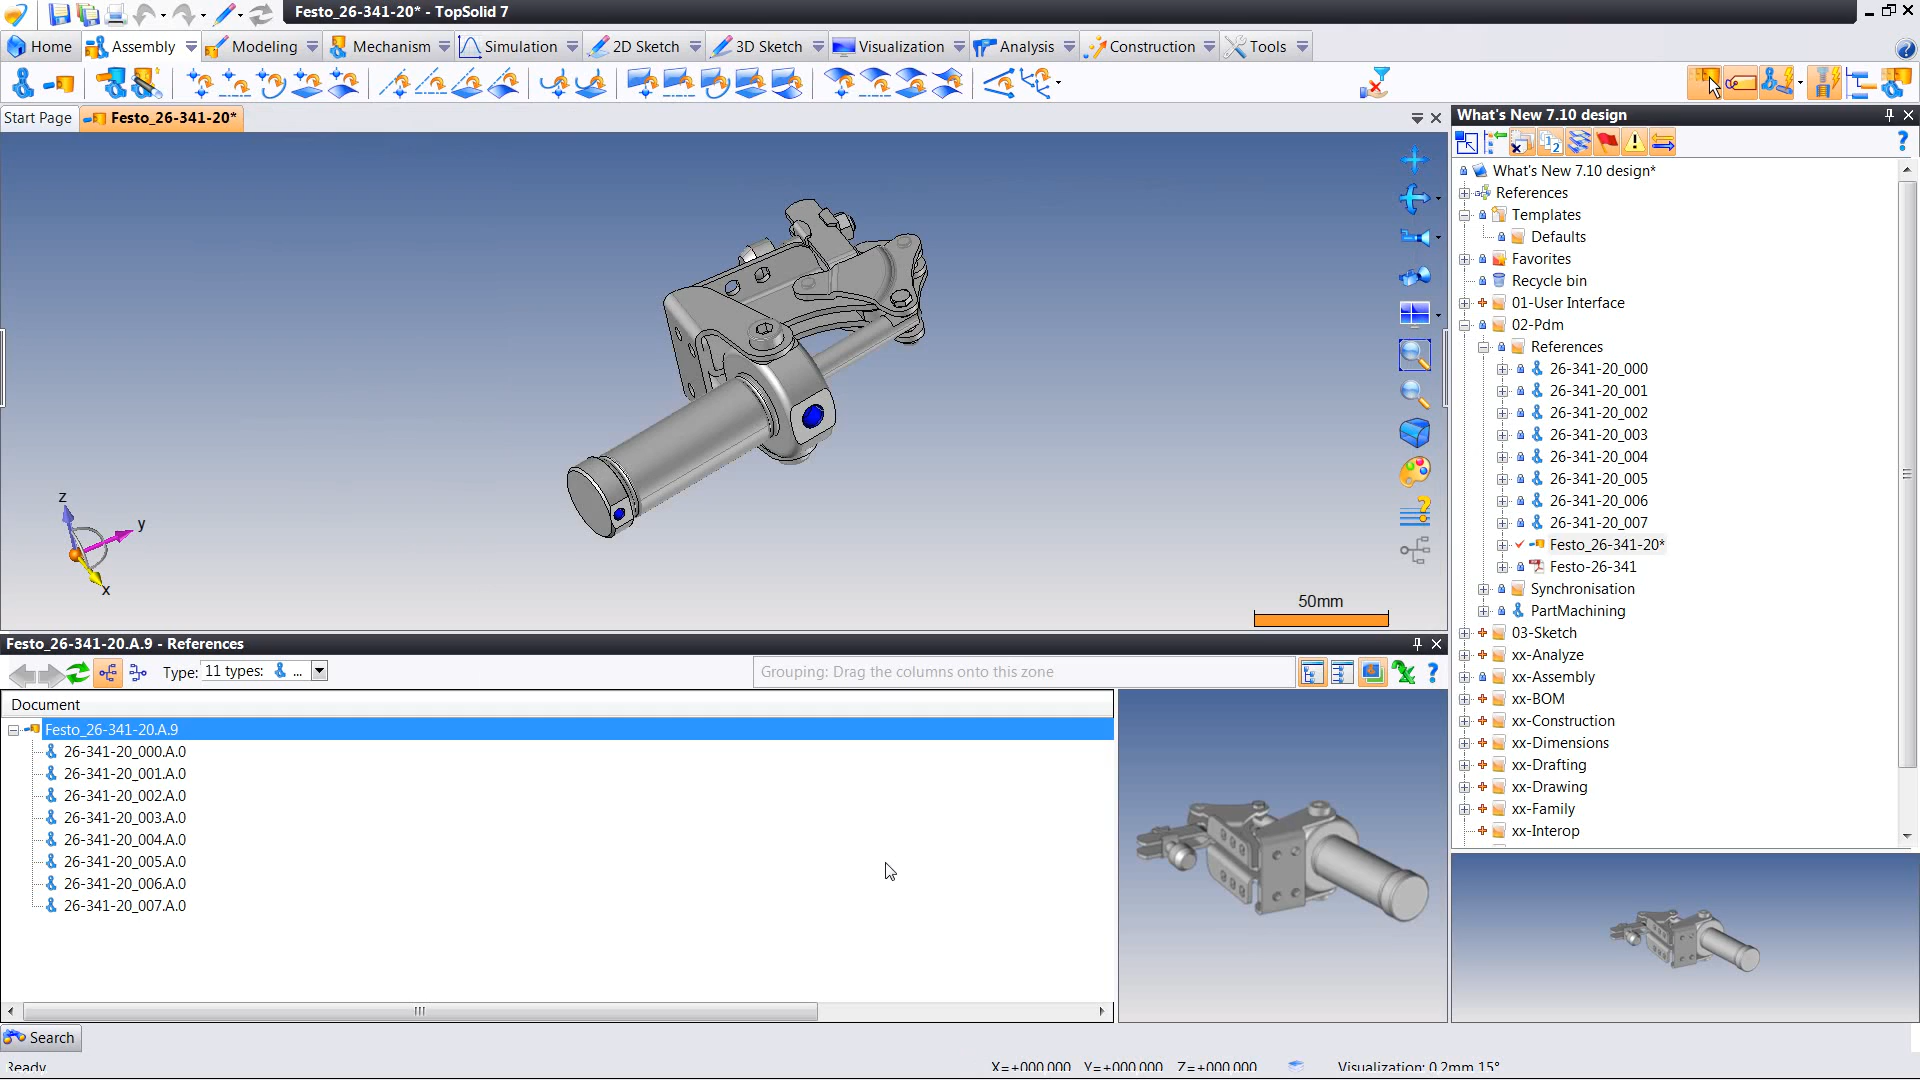 Festo_26-341-20* - TopSolid 7
Home Assembly Modeling Mechanism Simulation 2D Sketch 3D Sketch Visualization Analysis Construction Tools
Start Page Festo_26-341-20*
z
y
x
50mm
Festo_26-341-20.A.9 - References
Type: 11 types: ... Grouping: Drag the columns onto this zone
Document
Festo_26-341-20.A.9
26-341-20_000.A.0
26-341-20_001.A.0
26-341-20_002.A.0
26-341-20_003.A.0
26-341-20_004.A.0
26-341-20_005.A.0
26-341-20_006.A.0
26-341-20_007.A.0
What's New 7.10 design
What's New 7.10 design*
References
Templates
Defaults
Favorites
Recycle bin
01-User Interface
02-Pdm
References
26-341-20_000
26-341-20_001
26-341-20_002
26-341-20_003
26-341-20_004
26-341-20_005
26-341-20_006
26-341-20_007
Festo_26-341-20*
Festo-26-341
Synchronisation
PartMachining
03-Sketch
xx-Analyze
xx-Assembly
xx-BOM
xx-Construction
xx-Dimensions
xx-Drafting
xx-Drawing
xx-Family
xx-Interop
Search
Ready X=+000.000 Y=+000.000 Z=+000.000 Visualization: 0.2mm 15°